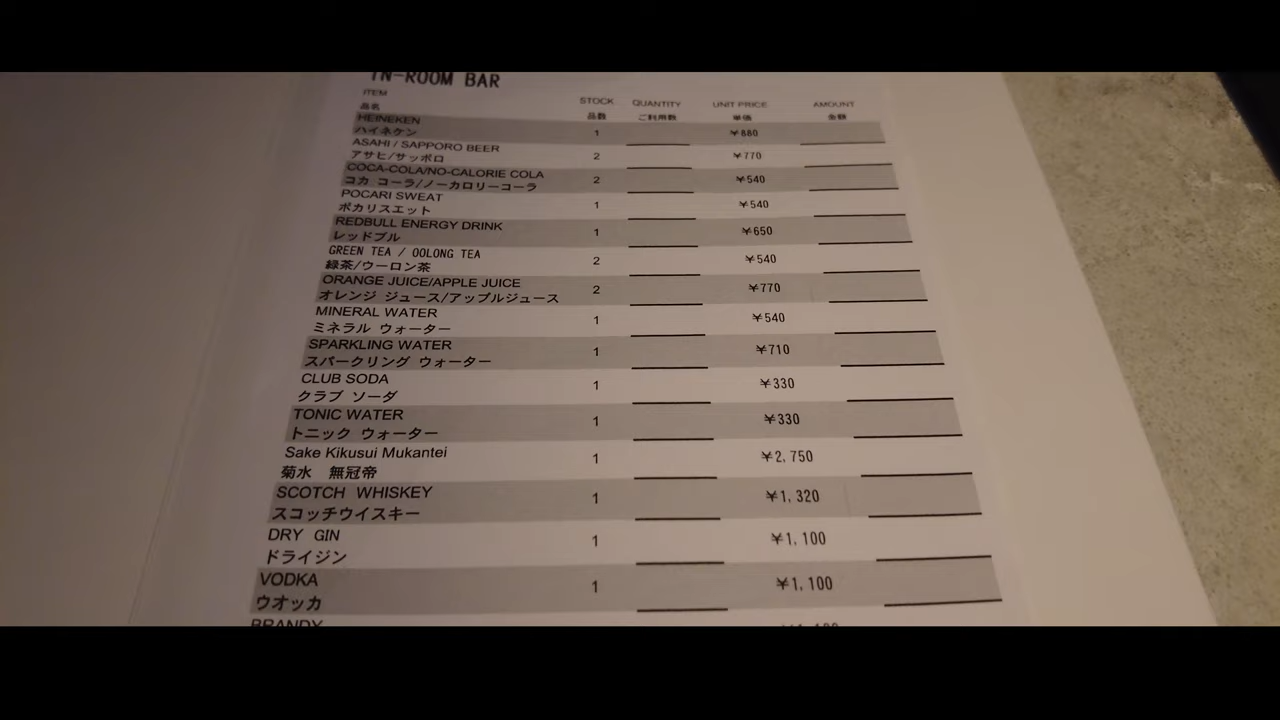 IN-ROOM BAR
ITEM STOCK QUANTITY UNIT PRICE AMOUNT
品名 品数 ご利用数 単価 金額
HEINEKEN
ハイネケン 1 ¥880
ASAHI / SAPPORO BEER
アサヒ/サッポロ 2 ¥770
COCA-COLA/NO-CALORIE COLA
コカ コーラ/ノーカロリーコーラ 2 ¥540
POCARI SWEAT
ポカリスエット 1 ¥540
REDBULL ENERGY DRINK
レッドブル 1 ¥650
GREEN TEA / OOLONG TEA
緑茶/ウーロン茶 2 ¥540
ORANGE JUICE/APPLE JUICE
オレンジ ジュース/アップルジュース 2 ¥770
MINERAL WATER
ミネラル ウォーター 1 ¥540
SPARKLING WATER
スパークリング ウォーター 1 ¥710
CLUB SODA
クラブ ソーダ 1 ¥330
TONIC WATER
トニック ウォーター 1 ¥330
Sake Kikusui Mukantei
菊水 無冠帝 1 ¥2,750
SCOTCH WHISKEY
スコッチウイスキー 1 ¥1,320
DRY GIN
ドライジン 1 ¥1,100
VODKA
ウオッカ 1 ¥1,100
BRANDY